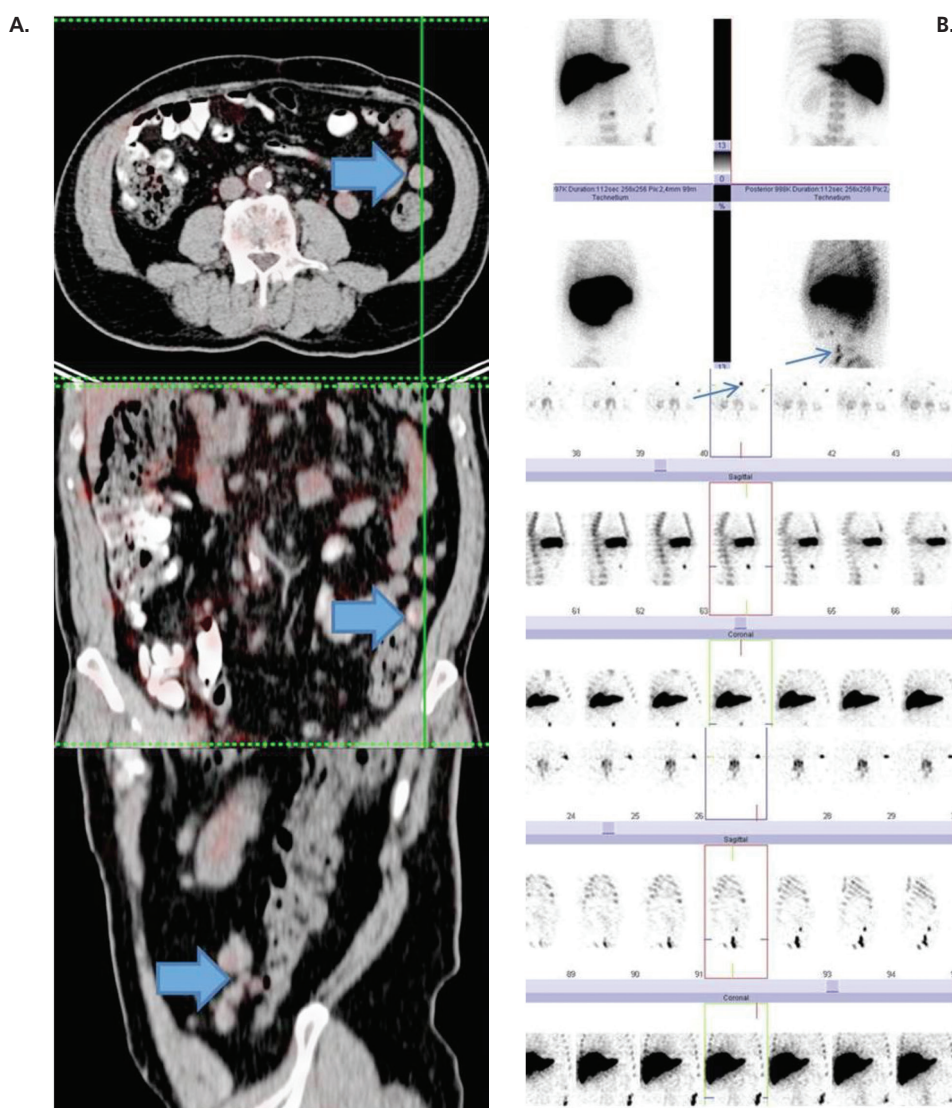 A.
B.
13
0
97K Duration:112sec 256x256 Pix:2,4mm 99m
Technetium
Posterior 998K Duration:112sec 256x256 Pix:2,
Technetium
%
13
38 39 40 42 43
Sagittal
61 62 63 65 66
Coronal
24 25 26 28 29
Sagittal
89 90 91 93 94
Coronal